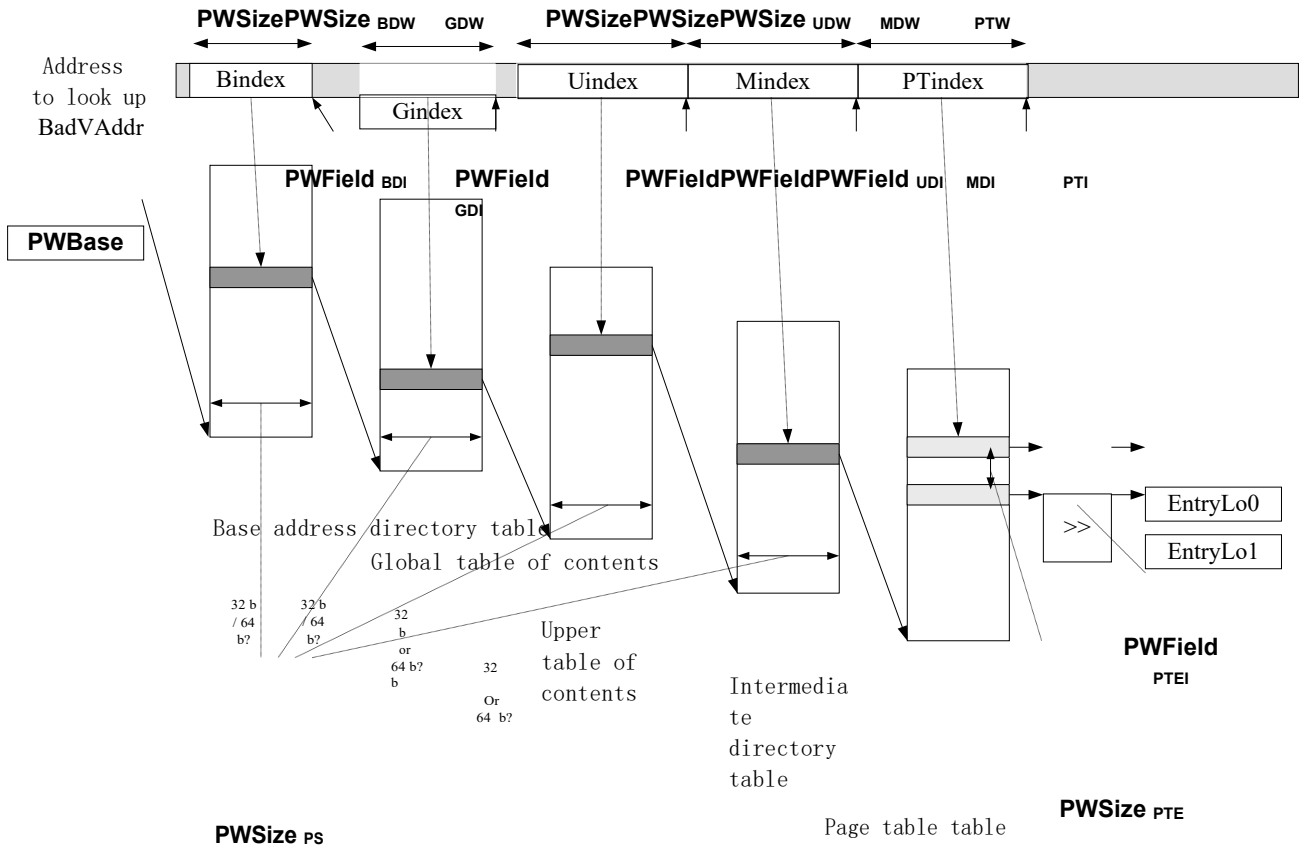 PWSizePWSize BDW GDW PWSizePWSizePWSize UDW MDW PTW
Address
to look up
BadVAddr
Bindex
Gindex
Uindex
Mindex
PTindex
PWField BDI PWField
GDI
PWFieldPWFieldPWField UDI MDI PTI
PWBase
EntryLo0
>>
EntryLo1
Base address directory table
Global table of contents
32 b
/ 64
b?
32 b
/ 64
b?
32
b
or
64 b?
b
32
Or
64 b?
Upper
table of
contents
Intermedia
te
directory
table
PWField
PTEI
PWSize PTE
Page table table
PWSize PS